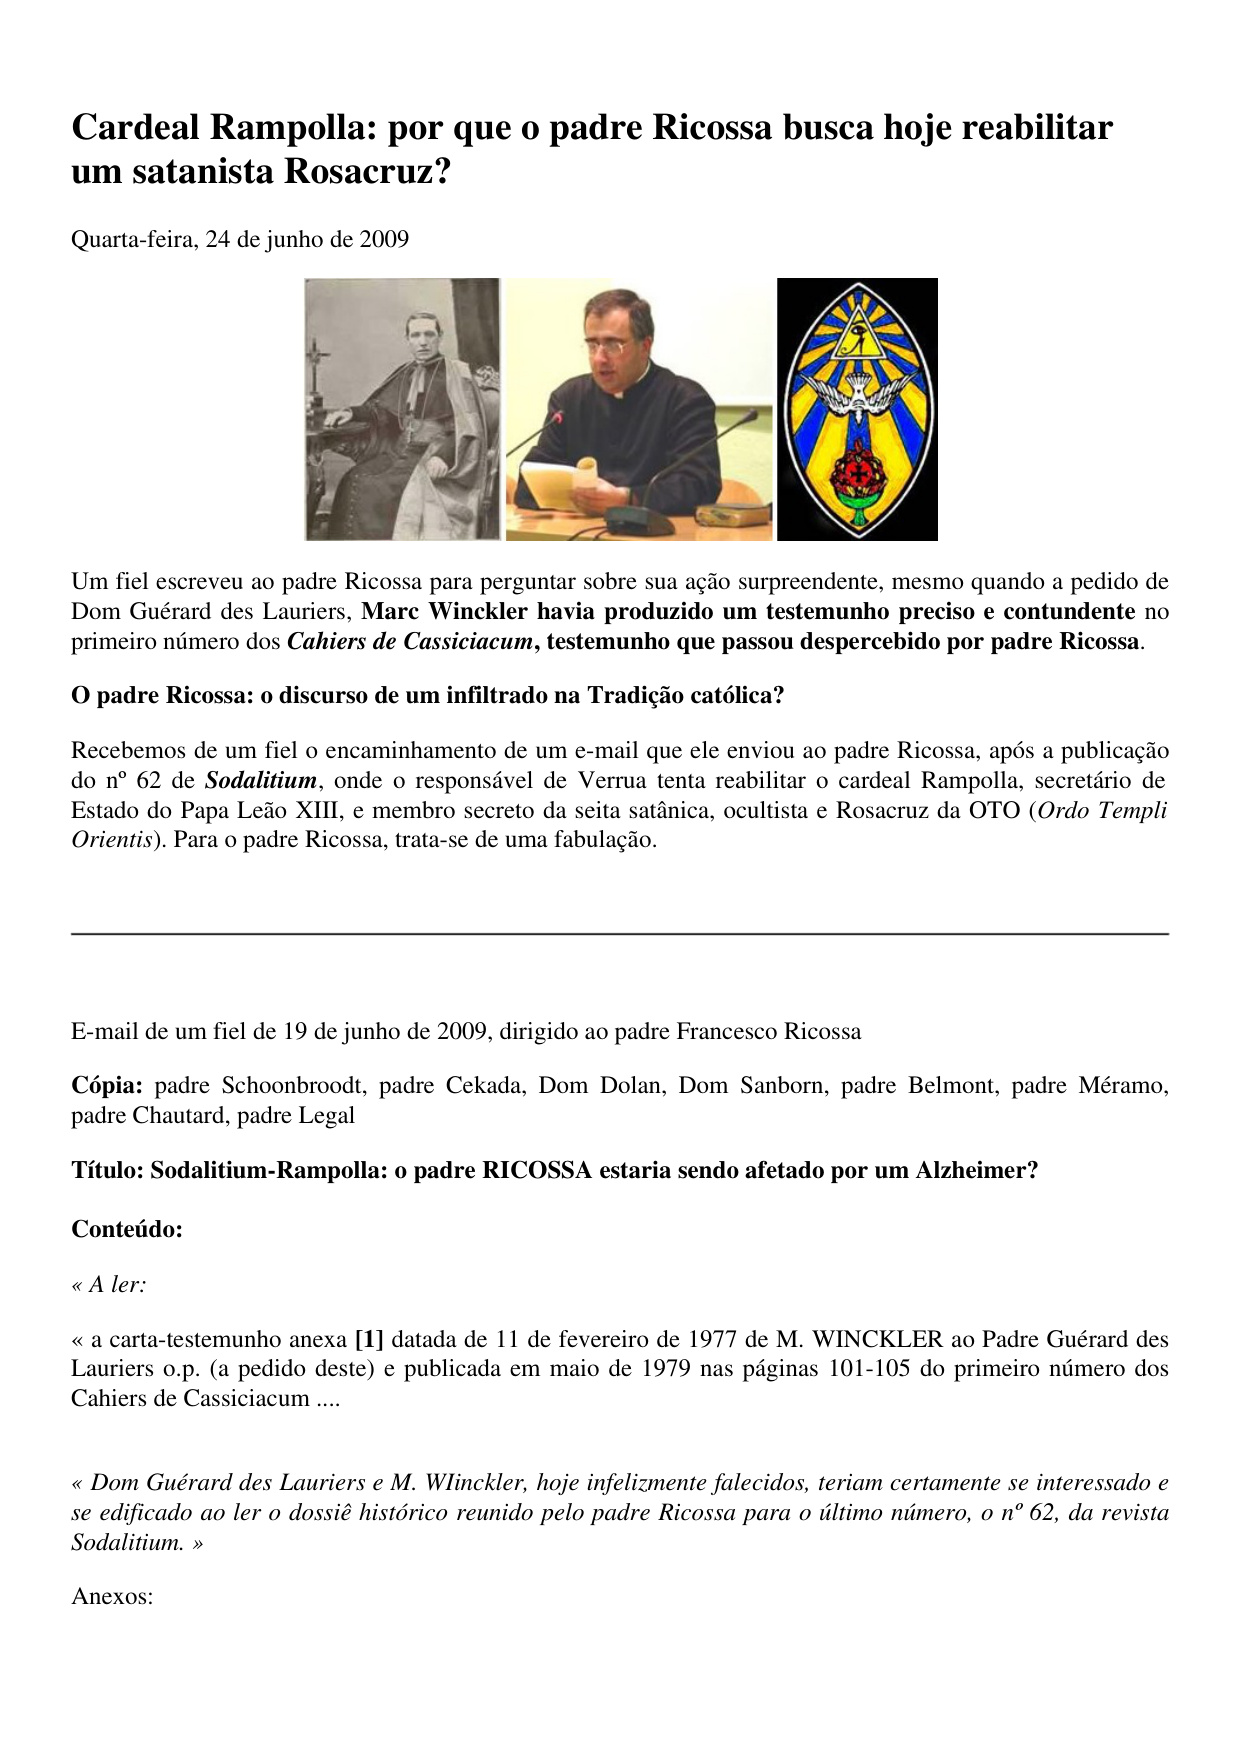 Cardeal Rampolla: por que o padre Ricossa busca hoje reabilitar
um satanista Rosacruz?
Quarta-feira, 24 de junho de 2009
Um fiel escreveu ao padre Ricossa para perguntar sobre sua ação surpreendente, mesmo quando a pedido de
Dom Guérard des Lauriers, Marc Winckler havia produzido um testemunho preciso e contundente no
primeiro número dos Cahiers de Cassiciacum, testemunho que passou despercebido por padre Ricossa.
O padre Ricossa: o discurso de um infiltrado na Tradição católica?
Recebemos de um fiel o encaminhamento de um e-mail que ele enviou ao padre Ricossa, após a publicação
do nº 62 de Sodalitium, onde o responsável de Verrua tenta reabilitar o cardeal Rampolla, secretário de
Estado do Papa Leão XIII, e membro secreto da seita satânica, ocultista e Rosacruz da OTO (Ordo Templi
Orientis). Para o padre Ricossa, trata-se de uma fabulação.
E-mail de um fiel de 19 de junho de 2009, dirigido ao padre Francesco Ricossa
Cópia: padre Schoonbroodt, padre Cekada, Dom Dolan, Dom Sanborn, padre Belmont, padre Méramo,
padre Chautard, padre Legal
Título: Sodalitium-Rampolla: o padre RICOSSA estaria sendo afetado por um Alzheimer?
Conteúdo:
« A ler:
« a carta-testemunho anexa [1] datada de 11 de fevereiro de 1977 de M. WINCKLER ao Padre Guérard des
Lauriers o.p. (a pedido deste) e publicada em maio de 1979 nas páginas 101-105 do primeiro número dos
Cahiers de Cassiciacum ....
« Dom Guérard des Lauriers e M. WIinckler, hoje infelizmente falecidos, teriam certamente se interessado e
se edificado ao ler o dossiê histórico reunido pelo padre Ricossa para o último número, o nº 62, da revista
Sodalitium. »
Anexos: